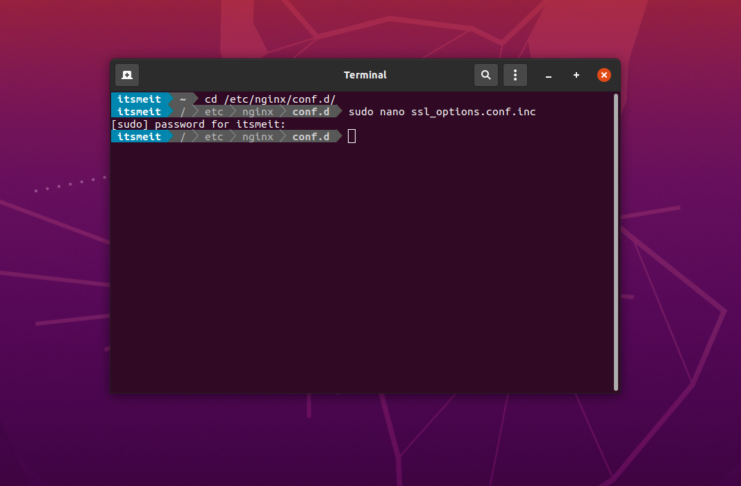 Terminal
itsmeit ~ cd /etc/nginx/conf.d/
itsmeit / etc nginx conf.d sudo nano ssl_options.conf.inc
[sudo] password for itsmeit:
itsmeit / etc nginx conf.d